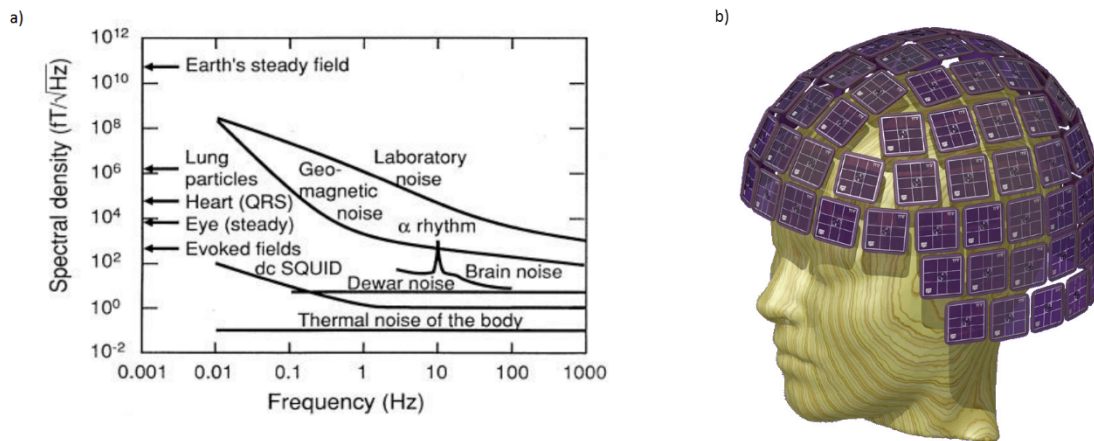 a)
b)
Spectral density (fT/√Hz)
10^12
10^10
10^8
10^6
10^4
10^2
10^0
10^-2
Earth's steady field
Lung
particles
Heart (QRS)
Eye (steady)
Evoked fields
Laboratory
noise
Geo-
magnetic
noise
α rhythm
dc SQUID
Brain noise
Dewar noise
Thermal noise of the body
0.001
0.01
0.1
1
10
100
1000
Frequency (Hz)